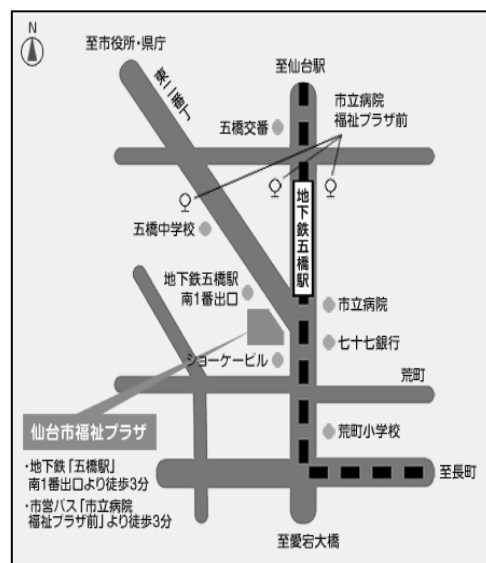 N
至市役所・県庁
東二番丁
至仙台駅
市立病院
福祉プラザ前
五橋交番
地下鉄五橋駅
五橋中学校
地下鉄五橋駅
南1番出口
市立病院
七十七銀行
ショーケービル
荒町
仙台市福祉プラザ
荒町小学校
・地下鉄「五橋駅」
南1番出口より徒歩3分
・市営バス「市立病院
福祉プラザ前」より徒歩3分
至長町
至愛宕大橋